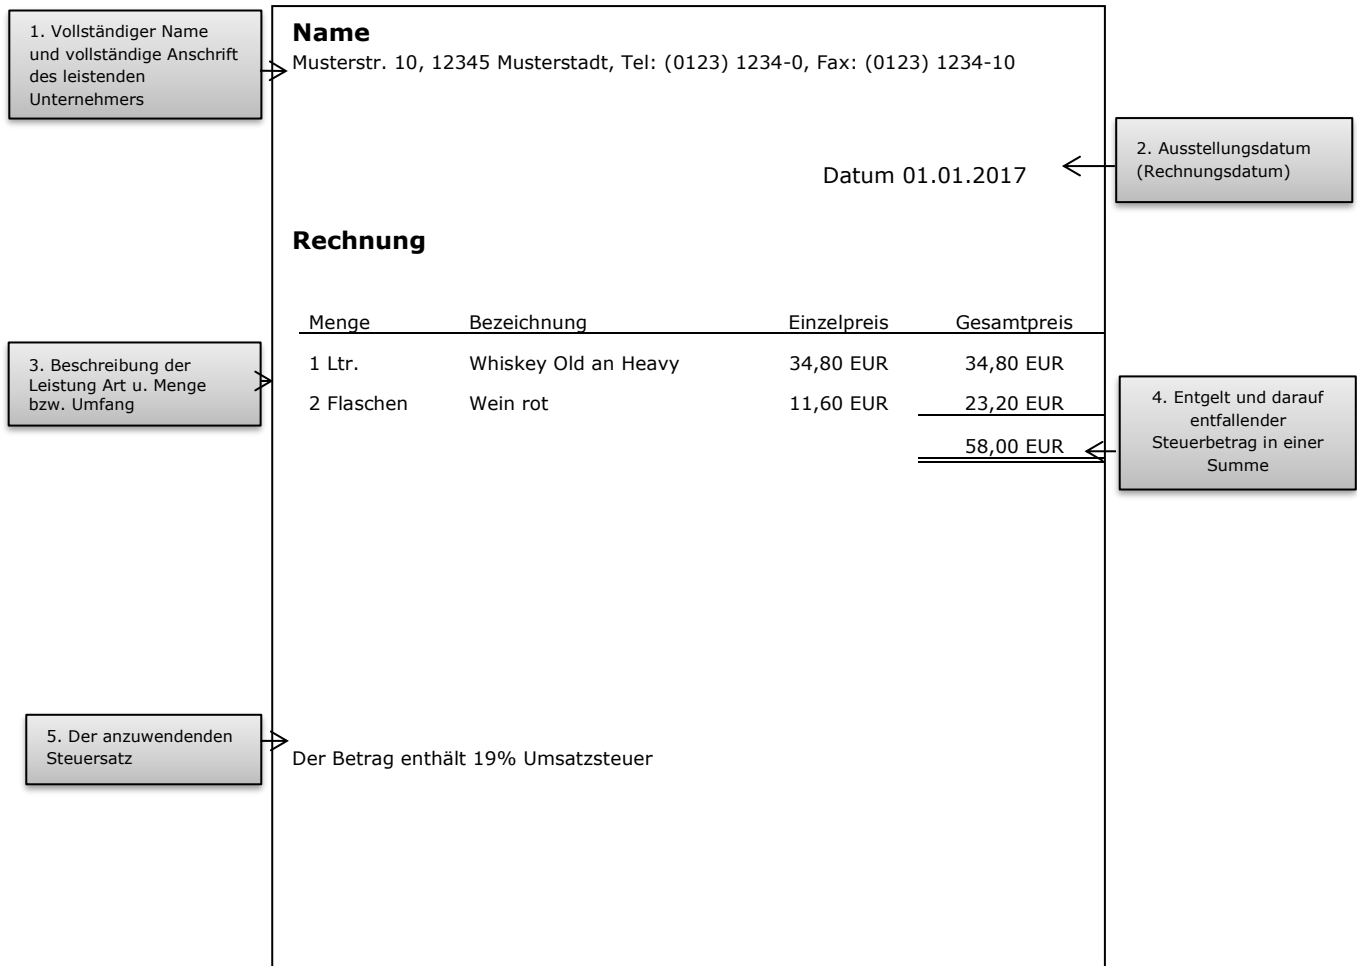 1. Vollständiger Name
und vollständige Anschrift
des leistenden
Unternehmers
Name
Musterstr. 10, 12345 Musterstadt, Tel: (0123) 1234-0, Fax: (0123) 1234-10
2. Ausstellungsdatum
(Rechnungsdatum)
Datum 01.01.2017
Rechnung
Menge Bezeichnung Einzelpreis Gesamtpreis
3. Beschreibung der
Leistung Art u. Menge
bzw. Umfang
1 Ltr. Whiskey Old an Heavy 34,80 EUR 34,80 EUR
2 Flaschen Wein rot 11,60 EUR 23,20 EUR
58,00 EUR
4. Entgelt und darauf
entfallender
Steuerbetrag in einer
Summe
5. Der anzuwendenden
Steuersatz
Der Betrag enthält 19% Umsatzsteuer